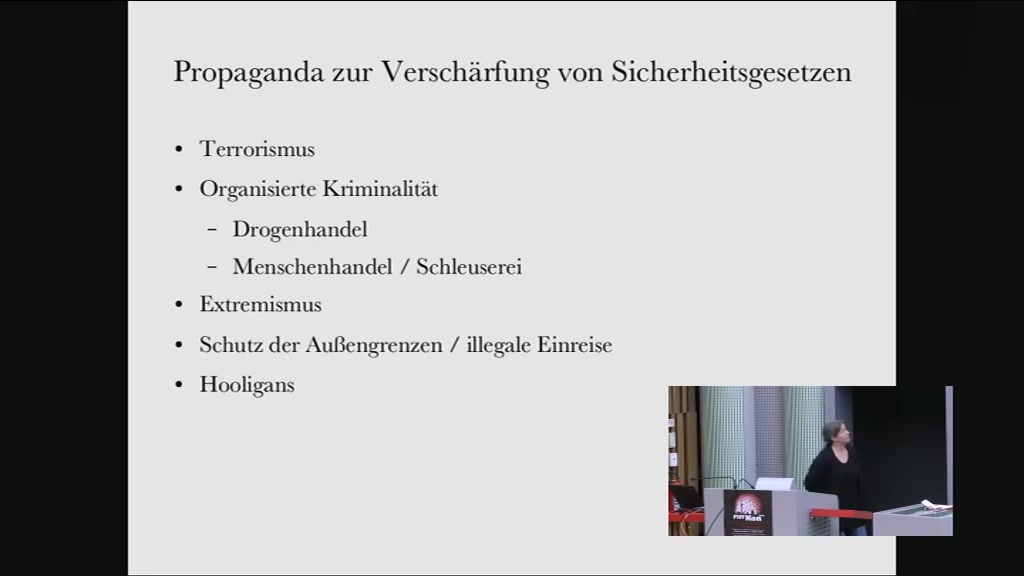 Propaganda zur Verschärfung von Sicherheitsgesetzen
• Terrorismus
• Organisierte Kriminalität
– Drogenhandel
– Menschenhandel / Schleuserei
• Extremismus
• Schutz der Außengrenzen / illegale Einreise
• Hooligans